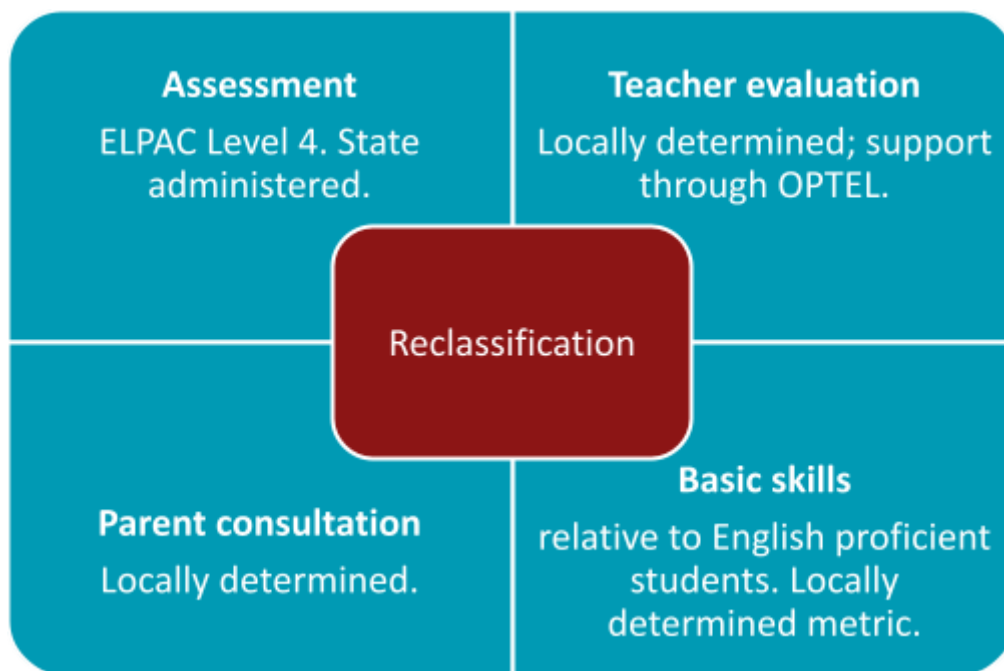 Assessment
ELPAC Level 4. State
administered.
Teacher evaluation
Locally determined; support
through OPTEL.
Reclassification
Parent consultation
Locally determined.
Basic skills
relative to English proficient
students. Locally
determined metric.